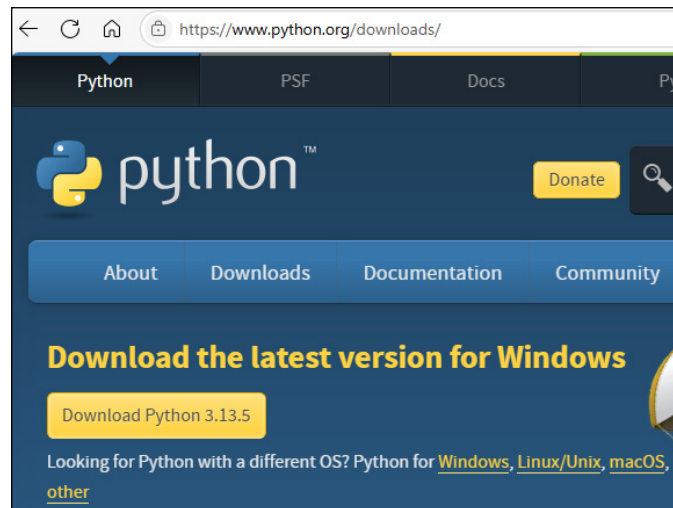 https://www.python.org/downloads/
Python PSF Docs
python™
Donate
About Downloads Documentation Community
Download the latest version for Windows
Download Python 3.13.5
Looking for Python with a different OS? Python for Windows, Linux/Unix, macOS,
other